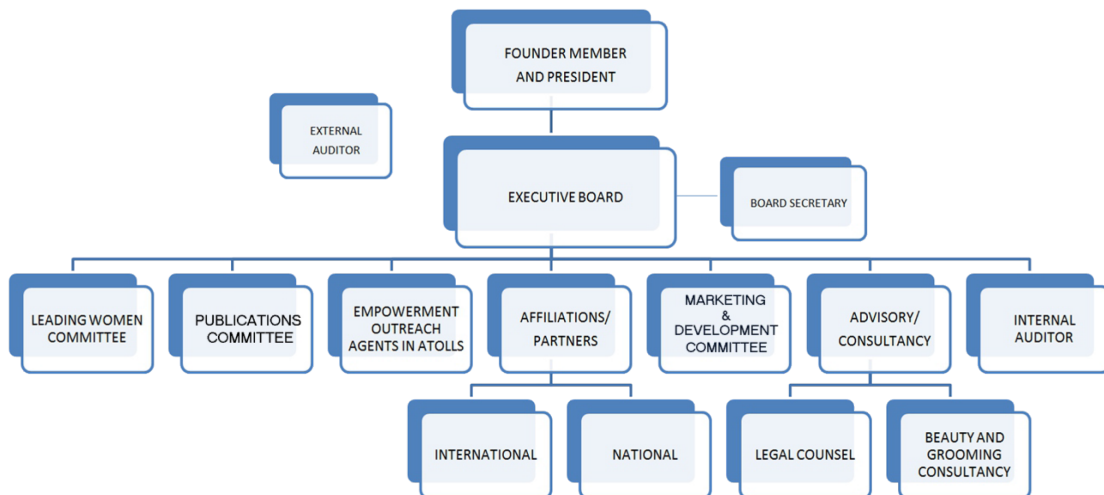 FOUNDER MEMBER
AND PRESIDENT
EXTERNAL
AUDITOR
EXECUTIVE BOARD
BOARD SECRETARY
LEADING WOMEN
COMMITTEE
PUBLICATIONS
COMMITTEE
EMPOWERMENT
OUTREACH
AGENTS IN ATOLLS
AFFILIATIONS/
PARTNERS
MARKETING
&
DEVELOPMENT
COMMITTEE
ADVISORY/
CONSULTANCY
INTERNAL
AUDITOR
INTERNATIONAL
NATIONAL
LEGAL COUNSEL
BEAUTY AND
GROOMING
CONSULTANCY